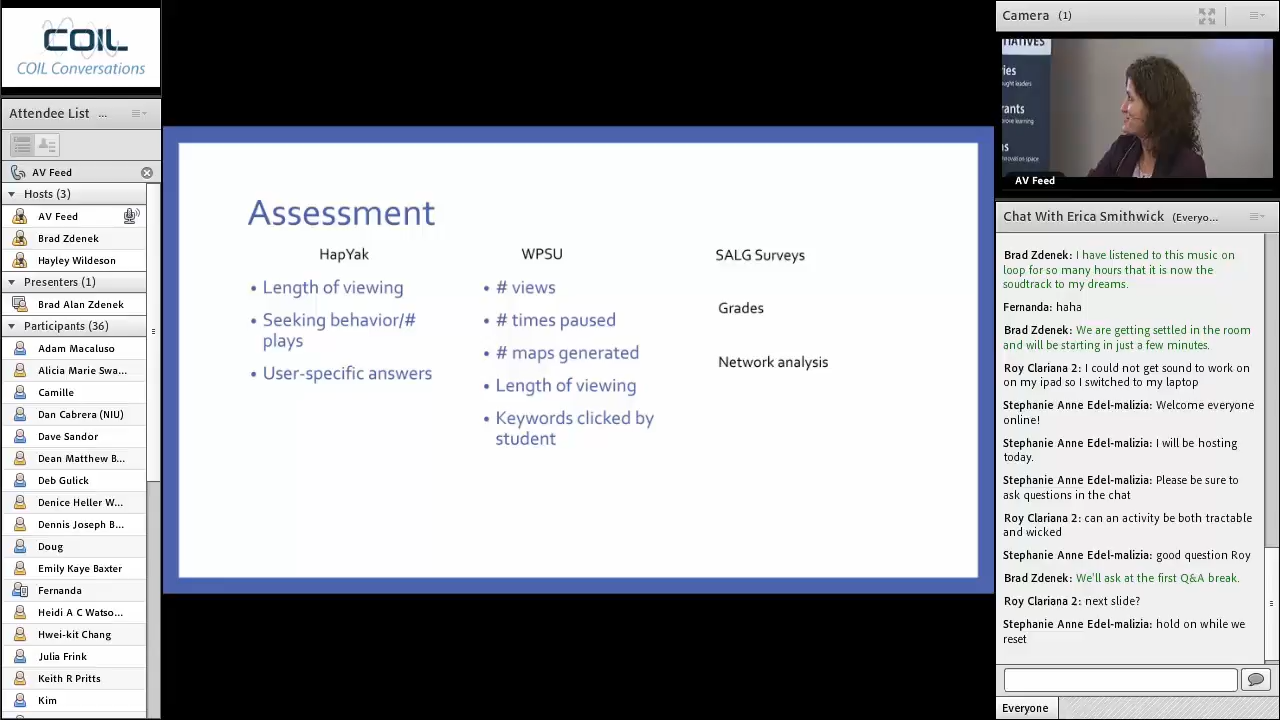 COIL
COIL Conversations
Attendee List ...
AV Feed
Hosts (3)
AV Feed
Brad Zdenek
Hayley Wildeson
Presenters (1)
Brad Alan Zdenek
Participants (36)
Adam Macaluso
Alicia Marie Swa...
Camille
Dan Cabrera (NIU)
Dave Sandor
Dean Matthew B...
Deb Gulick
Denice Heller W...
Dennis Joseph B...
Doug
Emily Kaye Baxter
Fernanda
Heidi A C Watso...
Hwei-kit Chang
Julia Frink
Keith R Pritts
Kim
Assessment
HapYak
• Length of viewing
• Seeking behavior/#
plays
• User-specific answers
WPSU
• # views
• # times paused
• # maps generated
• Length of viewing
• Keywords clicked by
student
SALG Surveys
Grades
Network analysis
Camera (1)
AV Feed
Chat With Erica Smithwick (Everyo...
Brad Zdenek: I have listened to this music on
loop for so many hours that it is now the
soudtrack to my dreams.
Fernanda: haha
Brad Zdenek: We are getting settled in the room
and will be starting in just a few minutes.
Roy Clariana 2: I could not get sound to work on
on my ipad so I switched to my laptop
Stephanie Anne Edel-malizia: Welcome everyone
online!
Stephanie Anne Edel-malizia: I will be hosting
today.
Stephanie Anne Edel-malizia: Please be sure to
ask questions in the chat
Roy Clariana 2: can an activity be both tractable
and wicked
Stephanie Anne Edel-malizia: good question Roy
Brad Zdenek: We'll ask at the first Q&A break.
Roy Clariana 2: next slide?
Stephanie Anne Edel-malizia: hold on while we
reset
Everyone